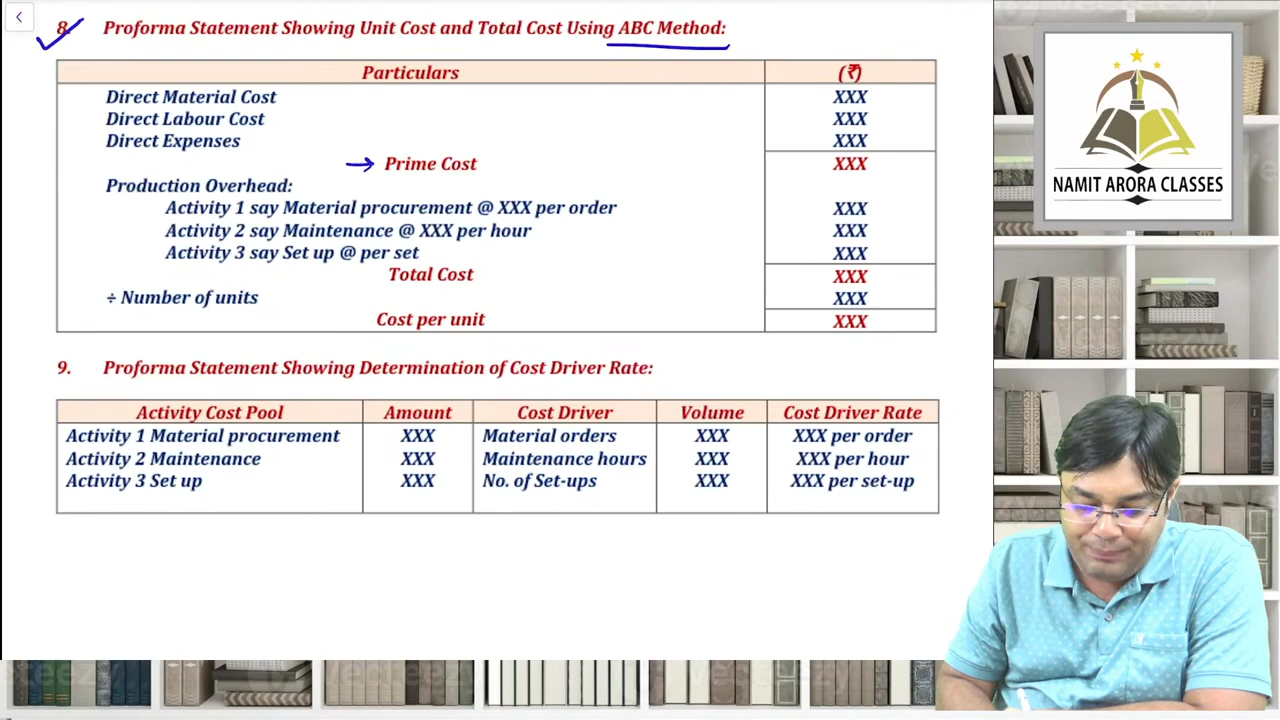 8. Proforma Statement Showing Unit Cost and Total Cost Using ABC Method:
Particulars (₹)
Direct Material Cost XXX
Direct Labour Cost XXX
Direct Expenses XXX
Prime Cost XXX
Production Overhead:
Activity 1 say Material procurement @ XXX per order XXX
Activity 2 say Maintenance @ XXX per hour XXX
Activity 3 say Set up @ per set XXX
Total Cost XXX
÷ Number of units XXX
Cost per unit XXX
9. Proforma Statement Showing Determination of Cost Driver Rate:
Activity Cost Pool Amount Cost Driver Volume Cost Driver Rate
Activity 1 Material procurement XXX Material orders XXX XXX per order
Activity 2 Maintenance XXX Maintenance hours XXX XXX per hour
Activity 3 Set up XXX No. of Set-ups XXX XXX per set-up
NAMIT ARORA CLASSES